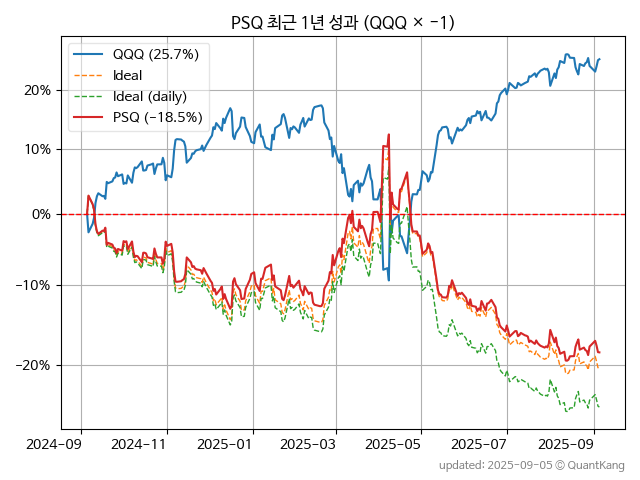 PSQ 최근 1년 성과 (QQQ × −1)
QQQ (25.7%)
Ideal
Ideal (daily)
PSQ (−18.5%)
20%
10%
0%
−10%
−20%
2024−09
2024−11
2025−01
2025−03
2025−05
2025−07
2025−09
updated: 2025−09−05 © QuantKang